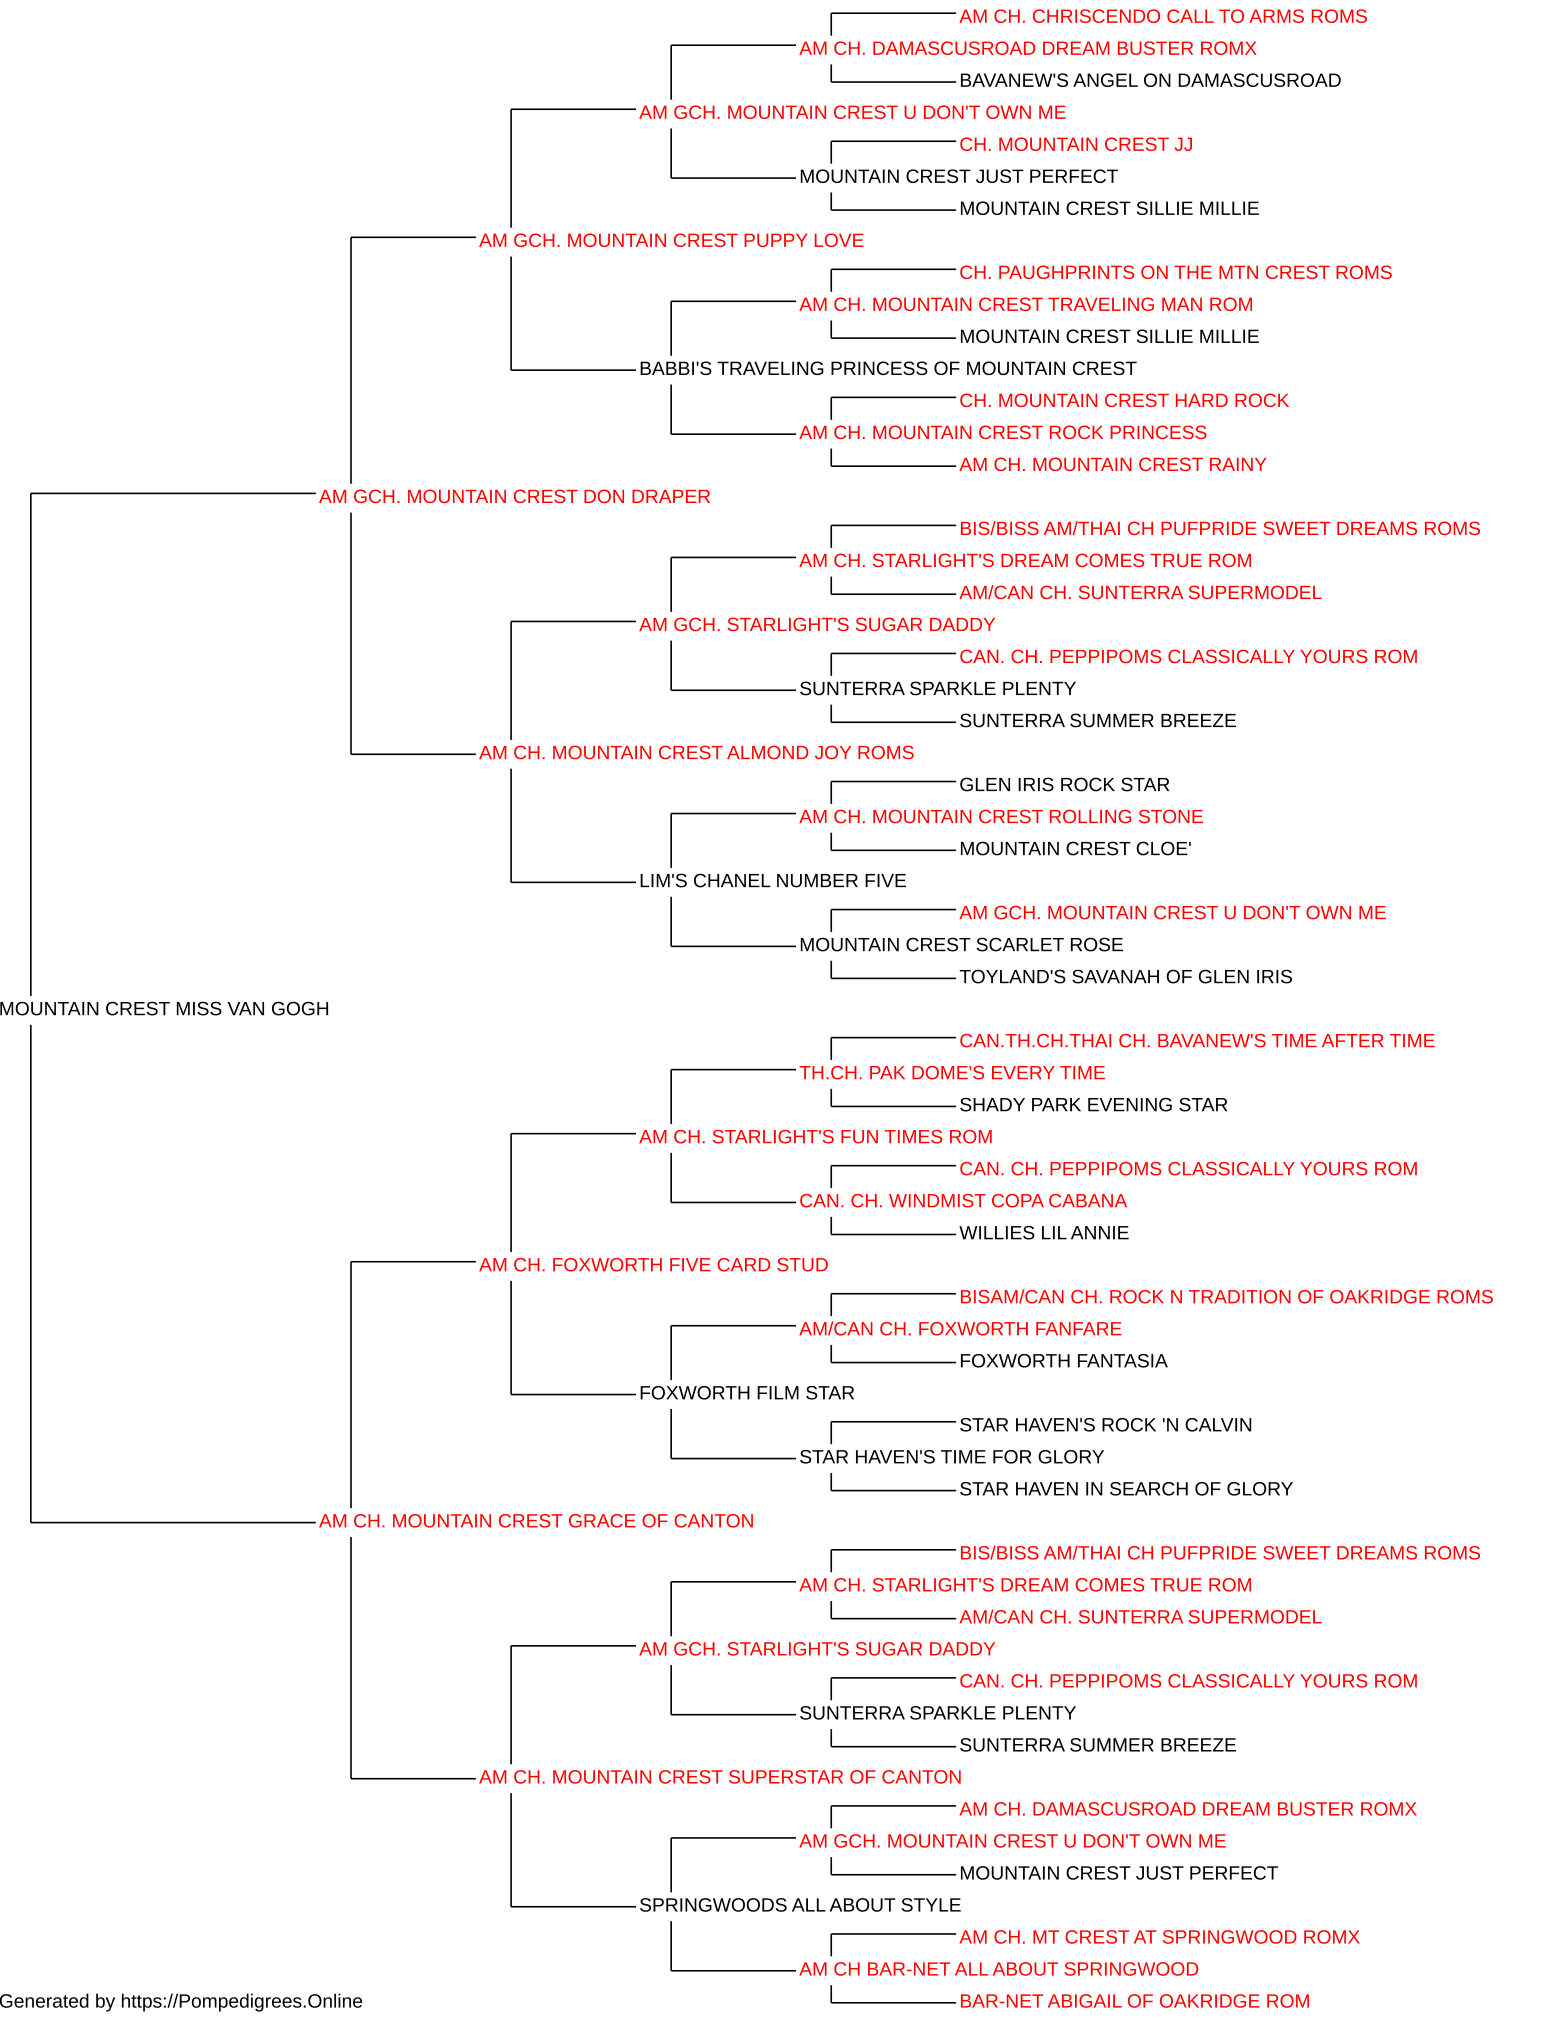 AM CH. CHRISCENDO CALL TO ARMS ROMS
AM CH. DAMASCUSROAD DREAM BUSTER ROMX
BAVANEW'S ANGEL ON DAMASCUSROAD
AM GCH. MOUNTAIN CREST U DON'T OWN ME
CH. MOUNTAIN CREST JJ
MOUNTAIN CREST JUST PERFECT
MOUNTAIN CREST SILLIE MILLIE
AM GCH. MOUNTAIN CREST PUPPY LOVE
CH. PAUGHPRINTS ON THE MTN CREST ROMS
AM CH. MOUNTAIN CREST TRAVELING MAN ROM
MOUNTAIN CREST SILLIE MILLIE
BABBI'S TRAVELING PRINCESS OF MOUNTAIN CREST
CH. MOUNTAIN CREST HARD ROCK
AM CH. MOUNTAIN CREST ROCK PRINCESS
AM CH. MOUNTAIN CREST RAINY
AM GCH. MOUNTAIN CREST DON DRAPER
BIS/BISS AM/THAI CH PUFPRIDE SWEET DREAMS ROMS
AM CH. STARLIGHT'S DREAM COMES TRUE ROM
AM/CAN CH. SUNTERRA SUPERMODEL
AM GCH. STARLIGHT'S SUGAR DADDY
CAN. CH. PEPPIPOMS CLASSICALLY YOURS ROM
SUNTERRA SPARKLE PLENTY
SUNTERRA SUMMER BREEZE
AM CH. MOUNTAIN CREST ALMOND JOY ROMS
GLEN IRIS ROCK STAR
AM CH. MOUNTAIN CREST ROLLING STONE
MOUNTAIN CREST CLOE'
LIM'S CHANEL NUMBER FIVE
AM GCH. MOUNTAIN CREST U DON'T OWN ME
MOUNTAIN CREST SCARLET ROSE
TOYLAND'S SAVANAH OF GLEN IRIS
MOUNTAIN CREST MISS VAN GOGH
CAN.TH.CH.THAI CH. BAVANEW'S TIME AFTER TIME
TH.CH. PAK DOME'S EVERY TIME
SHADY PARK EVENING STAR
AM CH. STARLIGHT'S FUN TIMES ROM
CAN. CH. PEPPIPOMS CLASSICALLY YOURS ROM
CAN. CH. WINDMIST COPA CABANA
WILLIES LIL ANNIE
AM CH. FOXWORTH FIVE CARD STUD
BISAM/CAN CH. ROCK N TRADITION OF OAKRIDGE ROMS
AM/CAN CH. FOXWORTH FANFARE
FOXWORTH FANTASIA
FOXWORTH FILM STAR
STAR HAVEN'S ROCK 'N CALVIN
STAR HAVEN'S TIME FOR GLORY
STAR HAVEN IN SEARCH OF GLORY
AM CH. MOUNTAIN CREST GRACE OF CANTON
BIS/BISS AM/THAI CH PUFPRIDE SWEET DREAMS ROMS
AM CH. STARLIGHT'S DREAM COMES TRUE ROM
AM/CAN CH. SUNTERRA SUPERMODEL
AM GCH. STARLIGHT'S SUGAR DADDY
CAN. CH. PEPPIPOMS CLASSICALLY YOURS ROM
SUNTERRA SPARKLE PLENTY
SUNTERRA SUMMER BREEZE
AM CH. MOUNTAIN CREST SUPERSTAR OF CANTON
AM CH. DAMASCUSROAD DREAM BUSTER ROMX
AM GCH. MOUNTAIN CREST U DON'T OWN ME
MOUNTAIN CREST JUST PERFECT
SPRINGWOODS ALL ABOUT STYLE
AM CH. MT CREST AT SPRINGWOOD ROMX
AM CH BAR-NET ALL ABOUT SPRINGWOOD
BAR-NET ABIGAIL OF OAKRIDGE ROM
Generated by https://Pompedigrees.Online